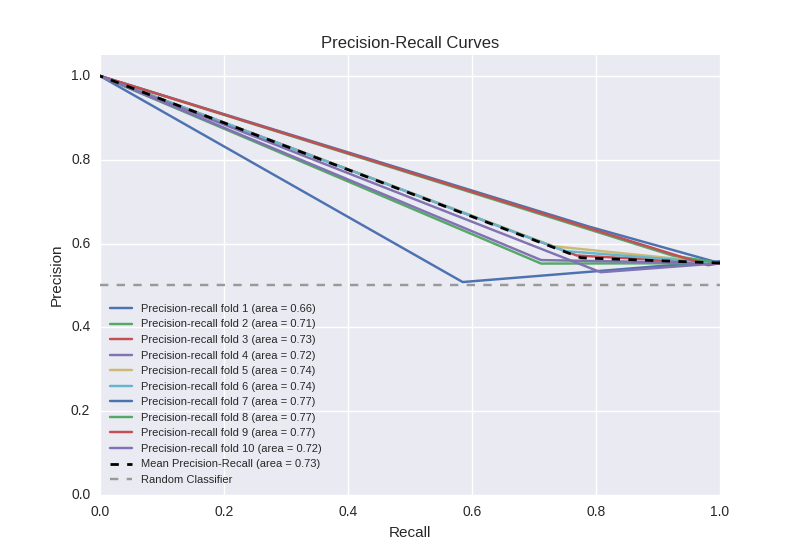 Precision-Recall Curves
1.0
0.8
0.6
0.4
0.2
0.0
Precision
Precision-recall fold 1 (area = 0.66)
Precision-recall fold 2 (area = 0.71)
Precision-recall fold 3 (area = 0.73)
Precision-recall fold 4 (area = 0.72)
Precision-recall fold 5 (area = 0.74)
Precision-recall fold 6 (area = 0.74)
Precision-recall fold 7 (area = 0.77)
Precision-recall fold 8 (area = 0.77)
Precision-recall fold 9 (area = 0.77)
Precision-recall fold 10 (area = 0.72)
Mean Precision-Recall (area = 0.73)
Random Classifier
0.0 0.2 0.4 0.6 0.8 1.0
Recall